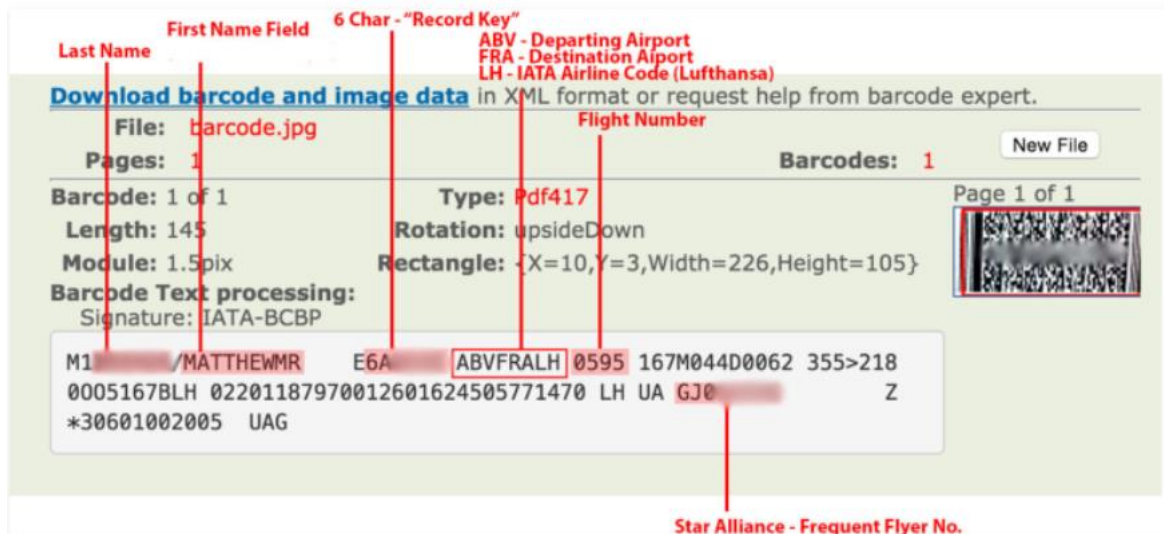 6 Char - “Record Key”
First Name Field
ABV - Departing Airport
Last Name
FRA - Destination Aiport
LH - IATA Airline Code (Lufthansa)
Download barcode and image data in XML format or request help from barcode expert.
File: barcode.jpg
Flight Number
New File
Pages: 1 Barcodes: 1
Barcode: 1 of 1 Type: Pdf417 Page 1 of 1
Length: 145 Rotation: upsideDown
Module: 1.5pix Rectangle: {X=10,Y=3,Width=226,Height=105}
Barcode Text processing:
Signature: IATA-BCBP
M1 /MATTHEWMR E6A ABVFRALH 0595 167M044D0062 355>218
0OO5167BLH 02201187970012601624505771470 LH UA GJ0 Z
*30601002005 UAG
Star Alliance - Frequent Flyer No.